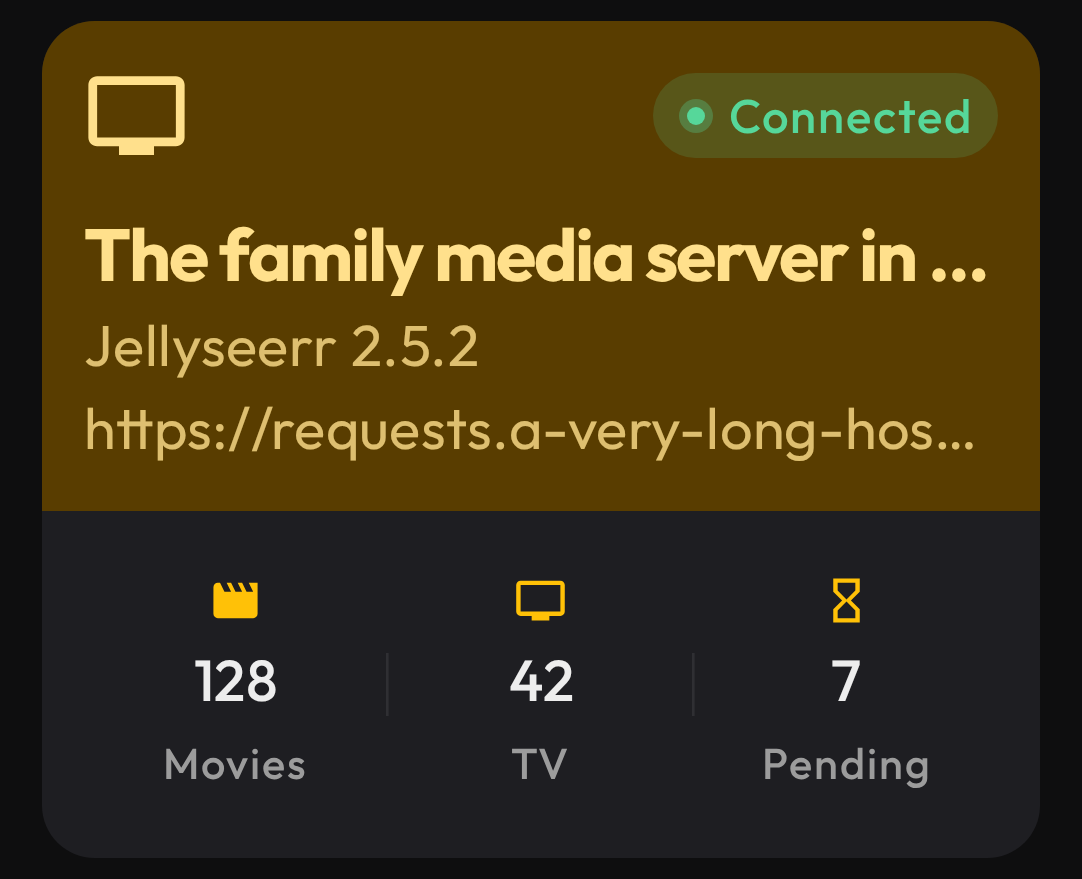 Connected
The family media server in ...
Jellyseerr 2.5.2
https://requests.a-very-long-hos...
128
42
7
Movies
TV
Pending